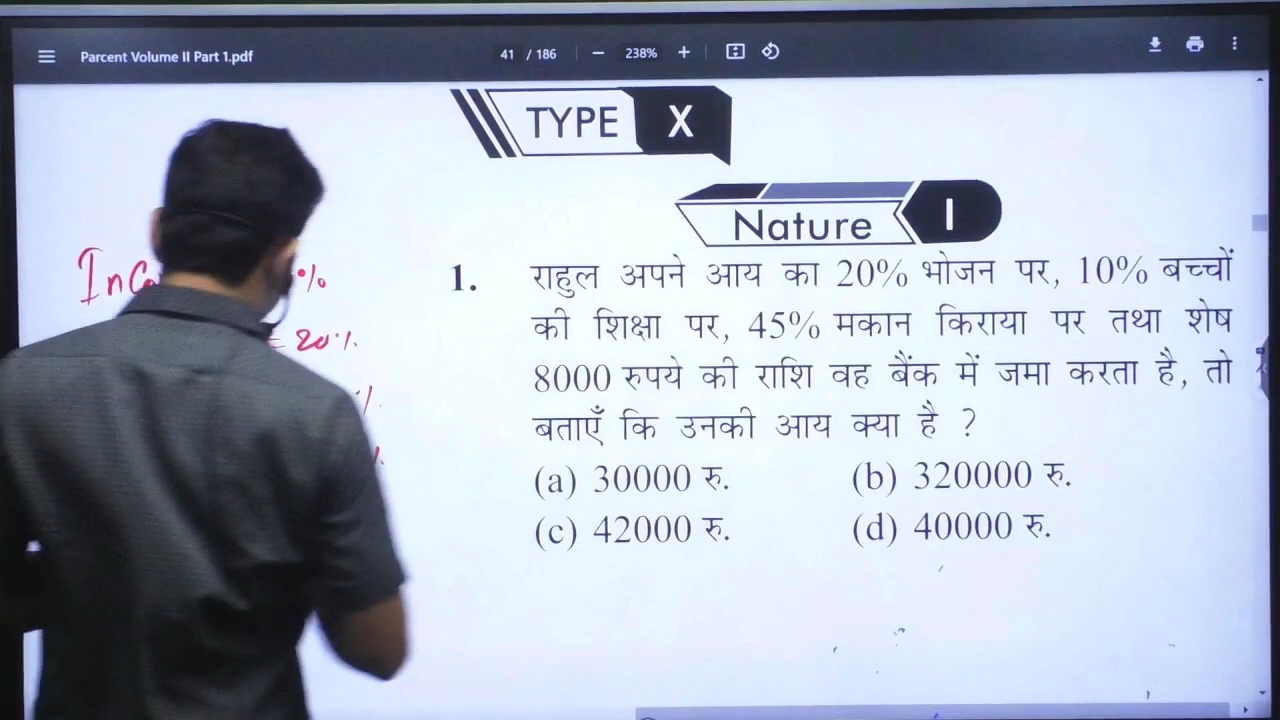 Parcent Volume II Part 1.pdf
41 / 186
238%
TYPE X
Nature I
1. राहुल अपने आय का 20% भोजन पर, 10% बच्चों
की शिक्षा पर, 45% मकान किराया पर तथा शेष
8000 रुपये की राशि वह बैंक में जमा करता है, तो
बताएँ कि उनकी आय क्या है ?
(a) 30000 रु. (b) 320000 रु.
(c) 42000 रु. (d) 40000 रु.
= 20%